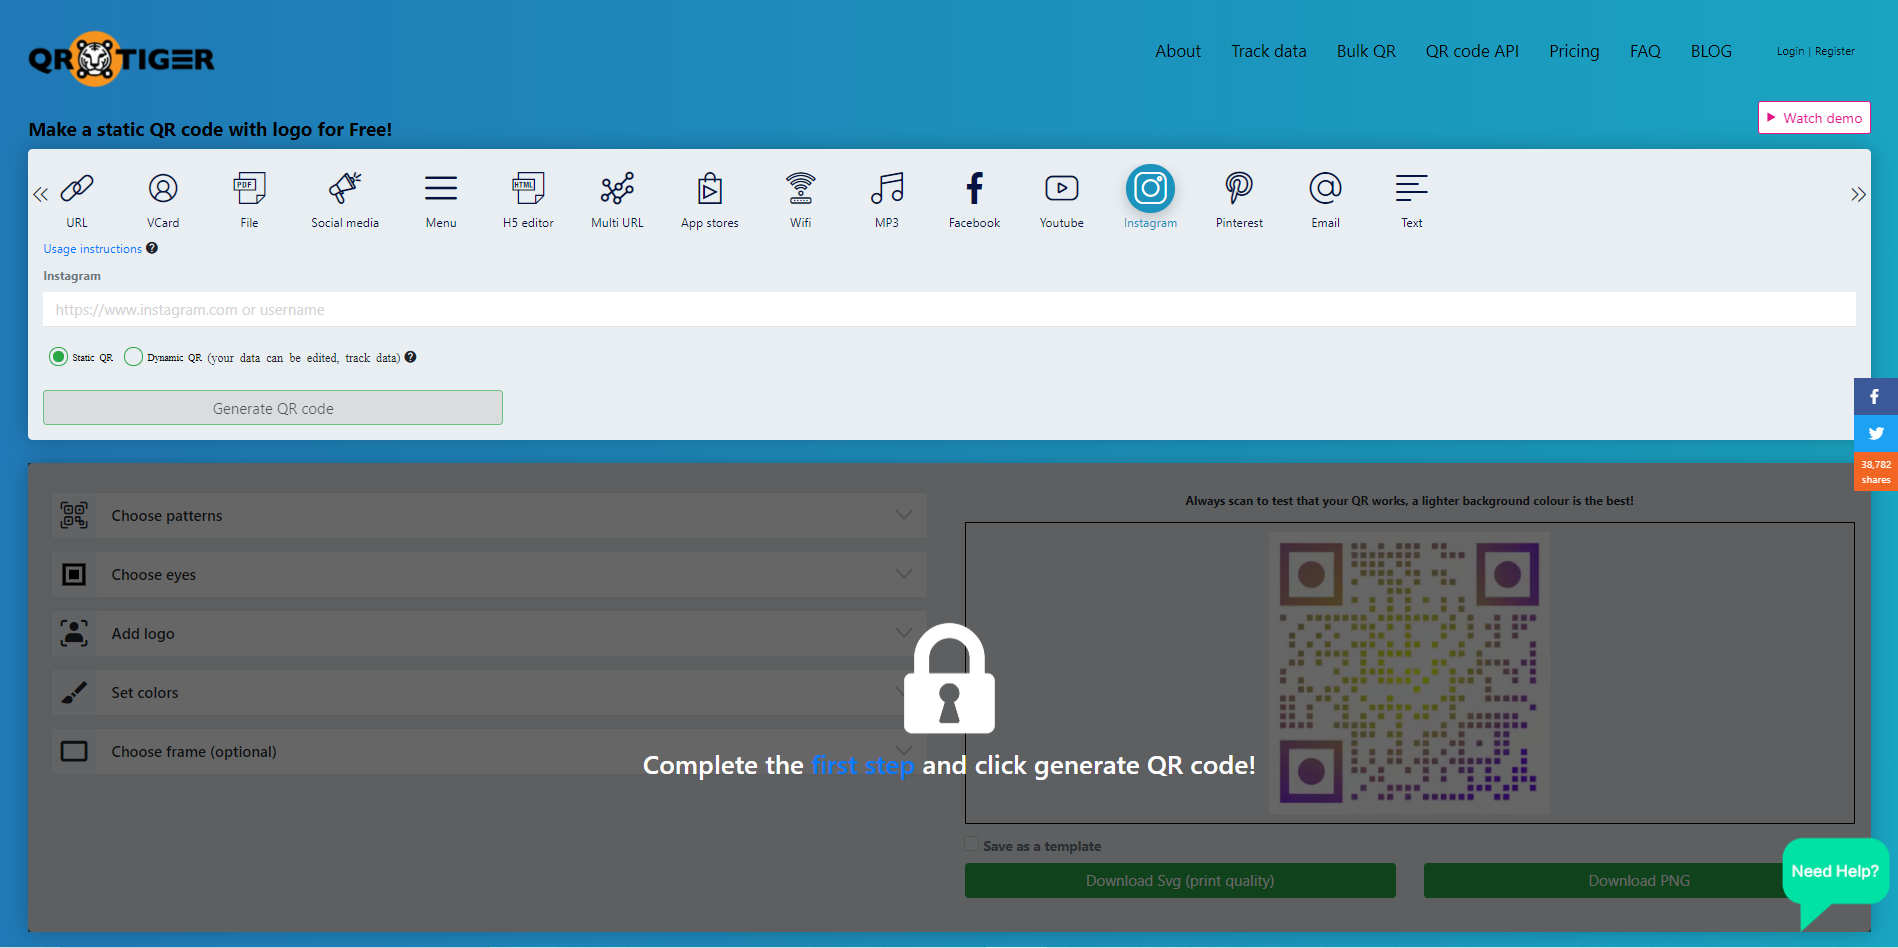 QR TIGER
About Track data Bulk QR QR code API Pricing FAQ BLOG Login | Register
Make a static QR code with logo for Free!
Watch demo
PDF HTML
URL VCard File Social media Menu H5 editor Multi URL App stores Wifi MP3 Facebook Youtube Instagram Pinterest Email Text
Usage instructions
Instagram
https://www.instagram.com or username
Static QR Dynamic QR (your data can be edited, track data)
Generate QR code
38,782
shares
Always scan to test that your QR works, a lighter background colour is the best!
Choose patterns
Choose eyes
Add logo
Set colors
Choose frame (optional)
Complete the first step and click generate QR code!
Save as a template
Download Svg (print quality) Download PNG
Need Help?